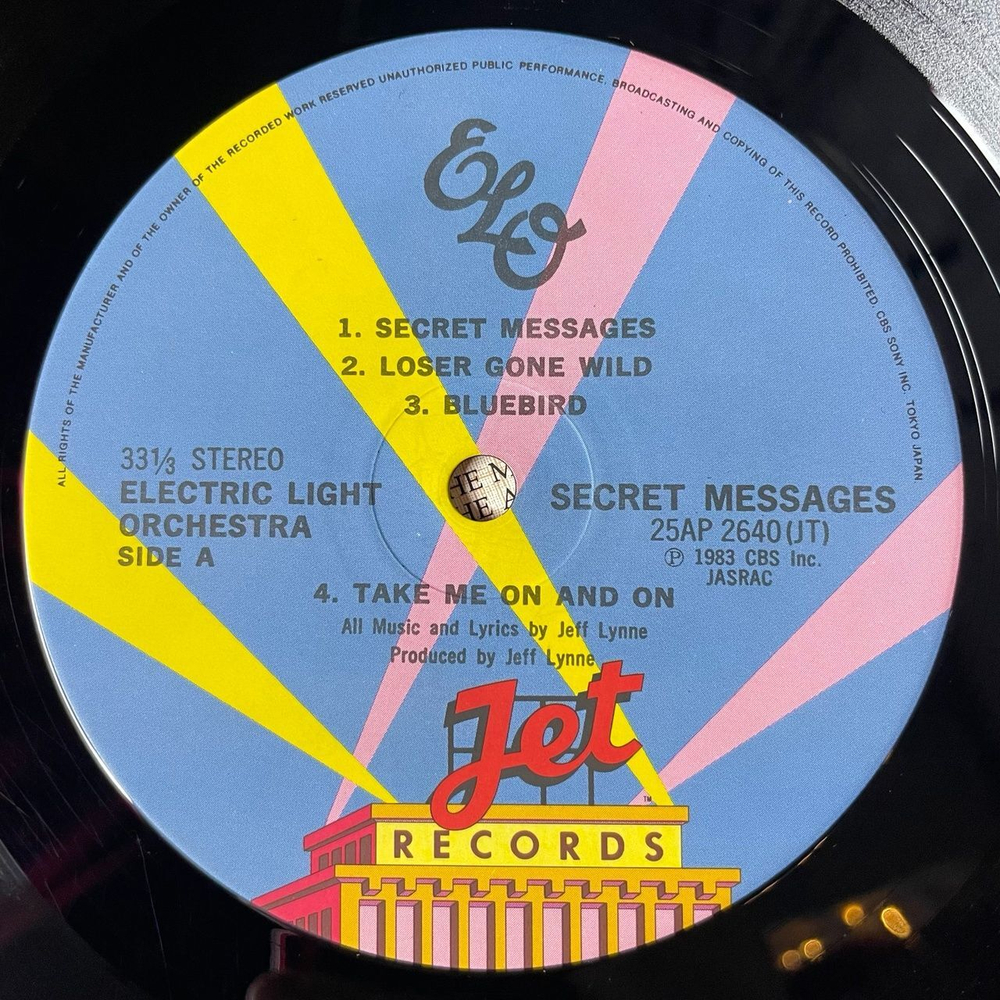 ALL RIGHTS OF THE MANUFACTURER AND OF THE OWNER OF THE RECORDED WORK RESERVED UNAUTHORIZED PUBLIC PERFORMANCE, BROADCASTING AND COPYING OF THIS RECORD PROHIBITED. CBS SONY INC. TOKYO JAPAN
ELO
1. SECRET MESSAGES
2. LOSER GONE WILD
3. BLUEBIRD
33⅓ STEREO
ELECTRIC LIGHT
ORCHESTRA
SIDE A
HE
HE A
SECRET MESSAGES
25AP 2640(JT)
Ⓟ 1983 CBS Inc.
JASRAC
4. TAKE ME ON AND ON
All Music and Lyrics by Jeff Lynne
Produced by Jeff Lynne
Jet
TM
RECORDS